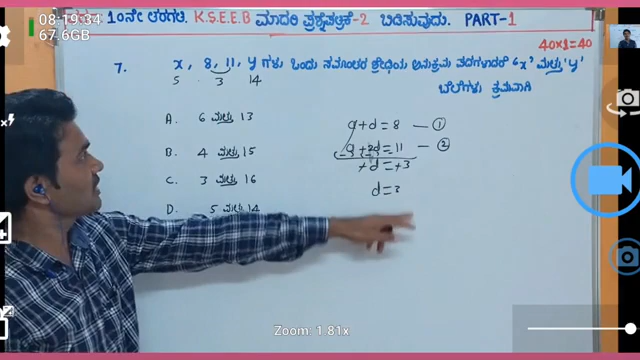 08:19:34
67.6GB
10ನೇ ತರಗತಿ K.S.E.E.B ಮಾದರಿ ಪ್ರಶ್ನೆಪತ್ರಿಕೆ-2 ಬಿಡಿಸುವುದು. PART-1
40×1=40
7. x, 8, 11, y ಗಳು ಒಂದು ಸಮಾಂತರ ಶ್ರೇಢಿಯ ಅನುಕ್ರಮ ಪದಗಳಾದರೆ 'x' ಮತ್ತು 'y'
5 3 14
ಬೆಲೆಗಳು ಕ್ರಮವಾಗಿ
A. 6 ಮತ್ತು 13
B. 4 ಮತ್ತು 15
C. 3 ಮತ್ತು 16
D. 5 ಮತ್ತು 14
a+d=8 — ①
a+2d=11 — ②
+d=+3
d=3
Zoom: 1.81x